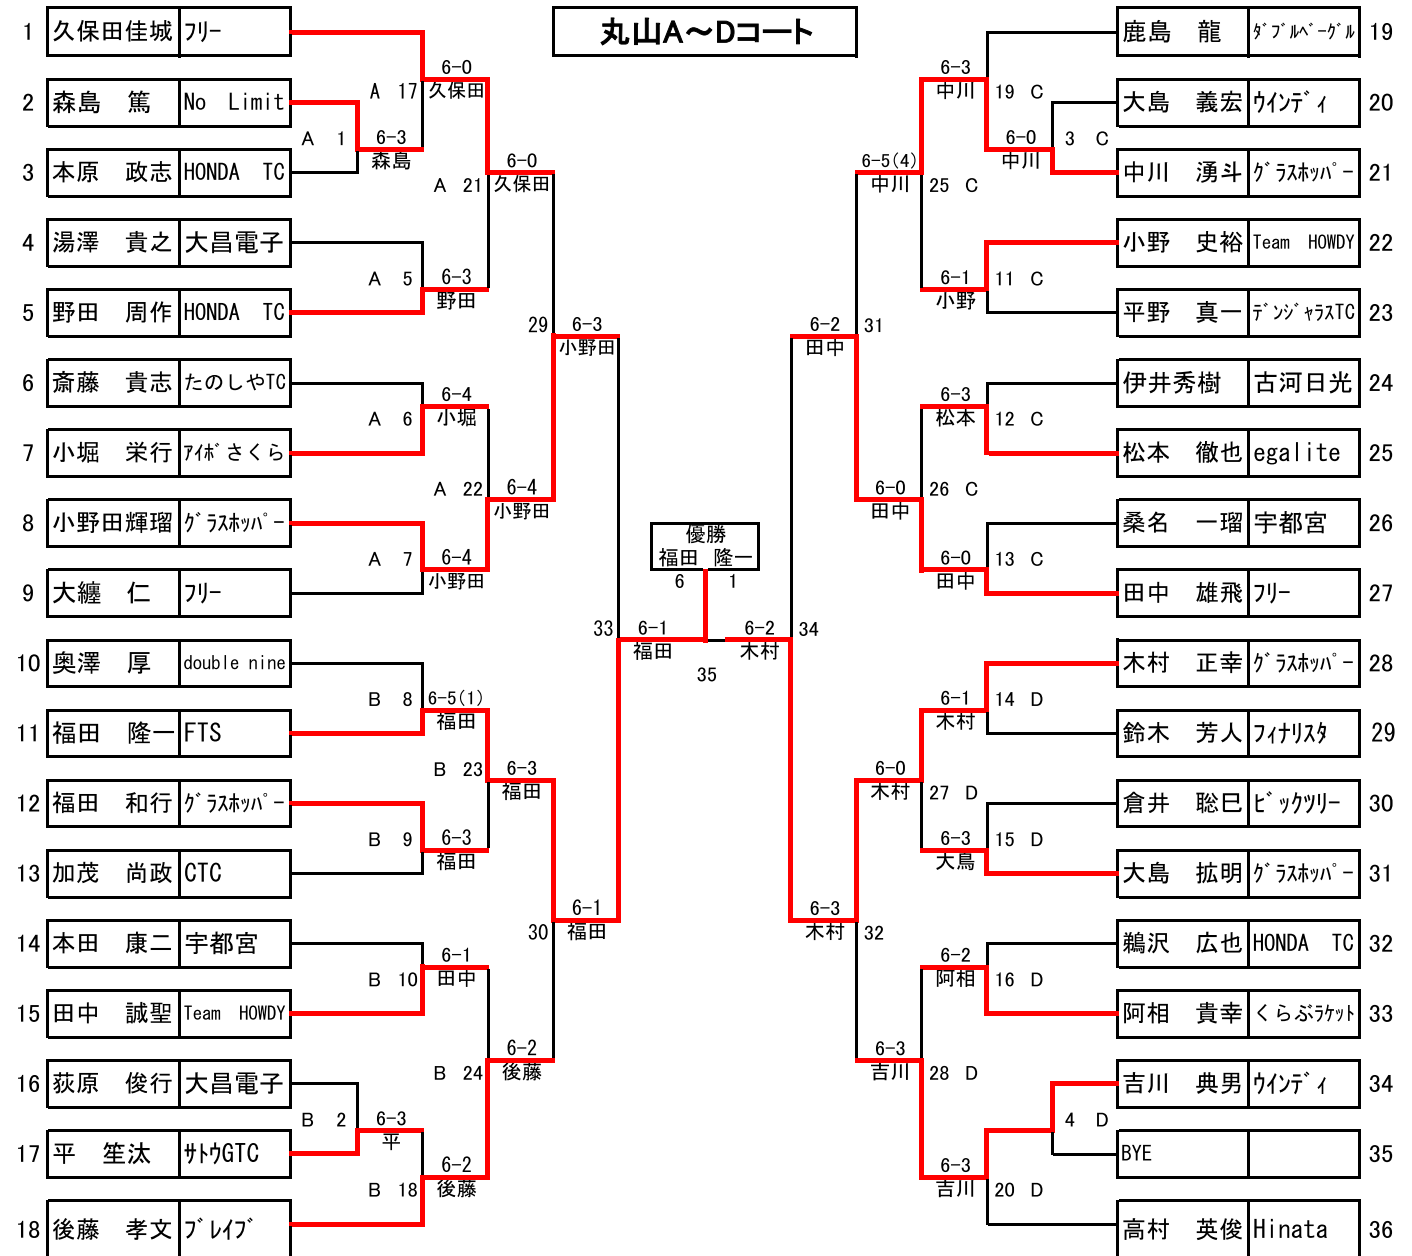 丸山A～Dコート
1 久保田佳城 フリー
2 森島 篤 No Limit
3 本原 政志 HONDA TC
4 湯澤 貴之 大昌電子
5 野田 周作 HONDA TC
6 斎藤 貴志 たのしやTC
7 小堀 栄行 ｱｲﾎﾞさくら
8 小野田輝瑠 ｸﾞﾗｽﾎｯﾊﾟｰ
9 大纏 仁 フリー
10 奥澤 厚 double nine
11 福田 隆一 FTS
12 福田 和行 ｸﾞﾗｽﾎｯﾊﾟｰ
13 加茂 尚政 CTC
14 本田 康二 宇都宮
15 田中 誠聖 Team HOWDY
16 荻原 俊行 大昌電子
17 平 笙汰 ｻﾄｳGTC
18 後藤 孝文 ﾌﾞﾚｲﾌﾞ
A 1 6-3 森島
B 2 6-3 平
A 17 6-0 久保田
A 5 6-3 野田
A 6 6-4 小堀
A 7 6-4 小野田
B 8 6-5(1) 福田
B 9 6-3 福田
B 10 6-1 田中
B 18 6-2 後藤
A 21 6-0 久保田
A 22 6-4 小野田
B 23 6-3 福田
B 24 6-2 後藤
29 6-3 小野田
30 6-1 福田
33 6-1 福田
優勝
福田 隆一
6 1
35
6-2 木村 34
6-2 田中 31
6-3 木村 32
6-5(4) 中川 25 C
6-0 田中 26 C
6-0 木村 27 D
6-3 吉川 28 D
6-3 中川 19 C
6-1 小野 11 C
6-3 松本 12 C
6-0 田中 13 C
6-1 木村 14 D
6-3 大鳥 15 D
6-2 阿相 16 D
6-3 吉川 20 D
6-0 中川 3 C
4 D
鹿島 龍 ﾀﾞﾌﾞﾙﾍﾞｰｸﾞﾙ 19
大島 義宏 ｳｲﾝﾃﾞｨ 20
中川 湧斗 ｸﾞﾗｽﾎｯﾊﾟｰ 21
小野 史裕 Team HOWDY 22
平野 真一 ﾃﾞﾝｼﾞｬﾗｽTC 23
伊井秀樹 古河日光 24
松本 徹也 egalite 25
桑名 一瑠 宇都宮 26
田中 雄飛 フリー 27
木村 正幸 ｸﾞﾗｽﾎｯﾊﾟｰ 28
鈴木 芳人 ﾌｨﾅﾘｽﾀ 29
倉井 聡巳 ﾋﾞｯｸﾂﾘｰ 30
大島 拡明 ｸﾞﾗｽﾎｯﾊﾟｰ 31
鵜沢 広也 HONDA TC 32
阿相 貴幸 くらぶﾗｹｯﾄ 33
吉川 典男 ｳｲﾝﾃﾞｨ 34
BYE 35
高村 英俊 Hinata 36